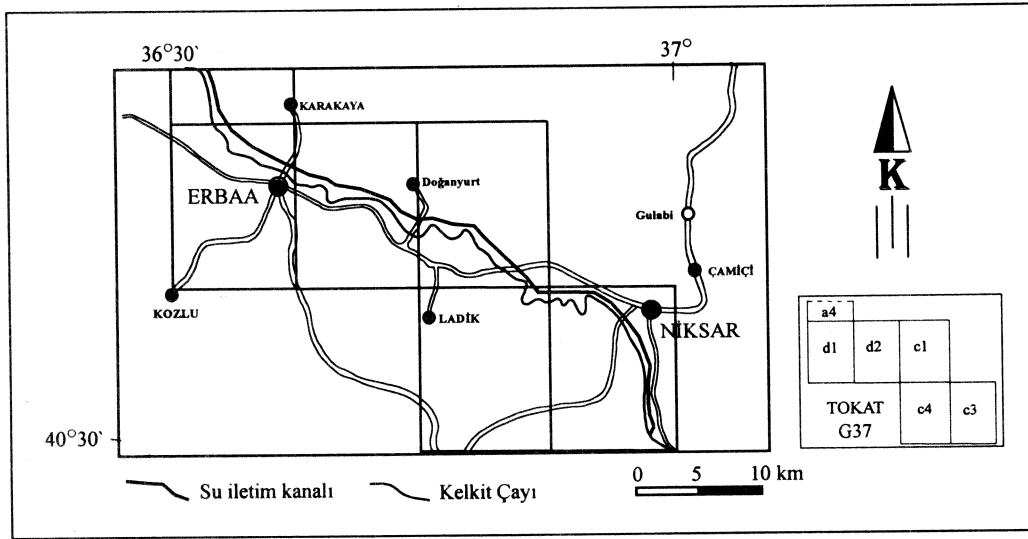 36°30`
37°
KARAKAYA
ERBAA
Doğanyurt
K
Gulabi
ÇAMİÇİ
KOZLU
LADİK
NİKSAR
a4
d1 d2 c1
TOKAT c4 c3
G37
40°30`
0 5 10 km
Su iletim kanalı
Kelkit Çayı